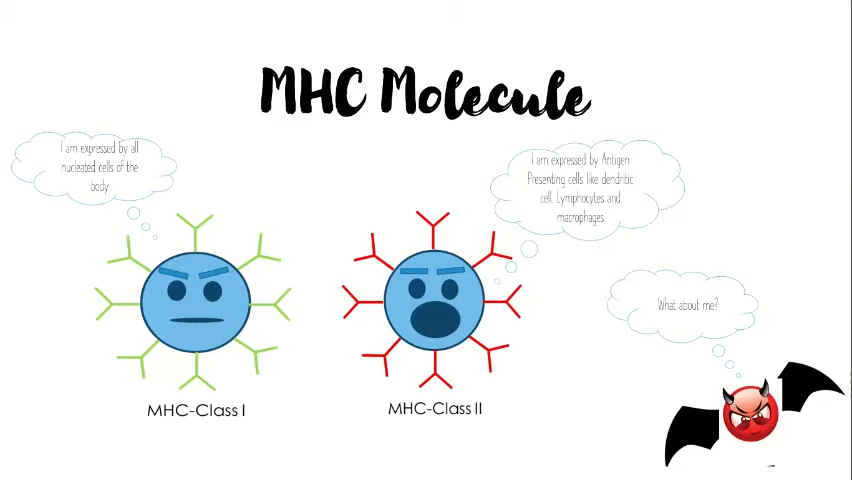 MHC Molecule
I am expressed by all
nucleated cells of the
body
I am expressed by Antigen
Presenting cells like dendritic
cell. Lymphocytes and
macrophages
What about me?
MHC-Class I
MHC-Class II